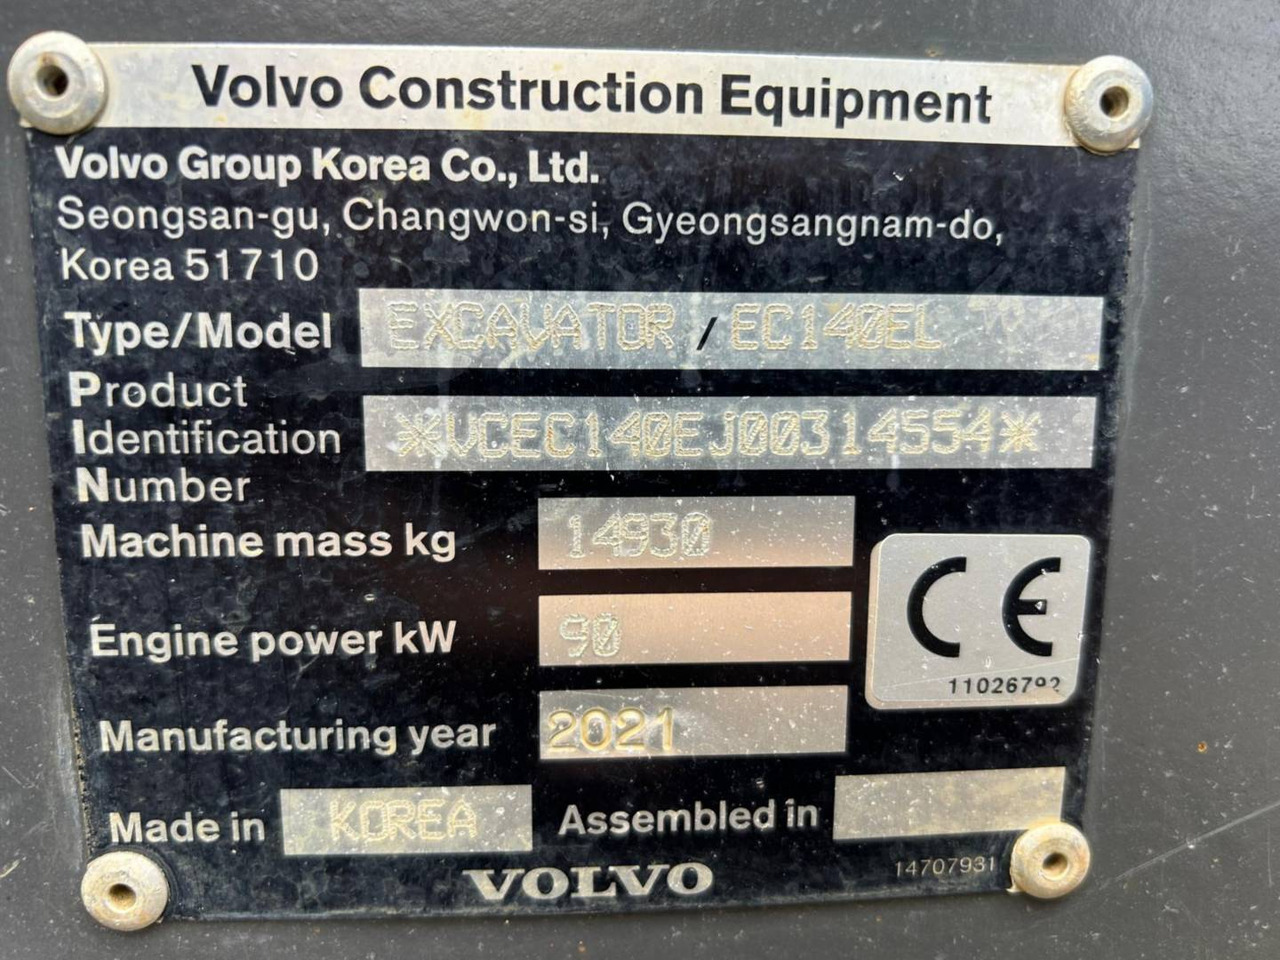 Volvo Construction Equipment
Volvo Group Korea Co., Ltd.
Seongsan-gu, Changwon-si, Gyeongsangnam-do,
Korea 51710
Type/Model EXCAVATOR / EC140EL
Product
Identification *VCEC140EJ00314554*
Number
Machine mass kg 14930
Engine power kW 90
CE
11026792
Manufacturing year 2021
Made in KOREA Assembled in
VOLVO 14707931